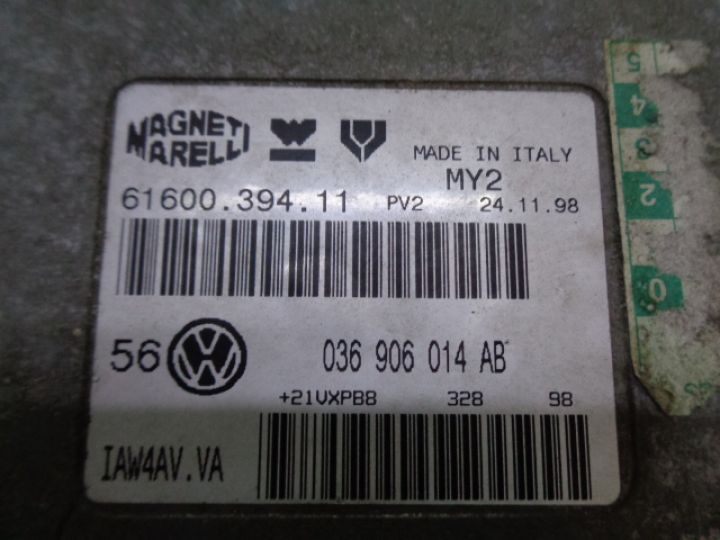 MAGNETI
MARELLI
MADE IN ITALY
MY2
61600.394.11 PV2 24.11.98
56 VW 036 906 014 AB
+21VXPB8 328 98
IAW4AV.VA
5
4
3
2
0